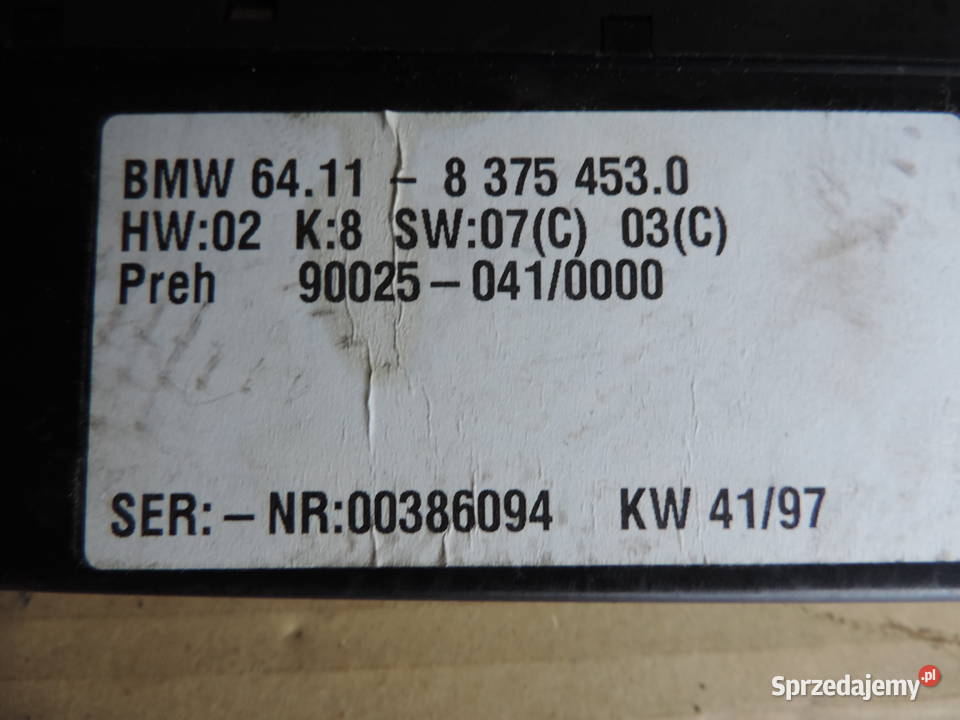 BMW 64.11 – 8 375 453.0
HW:02 K:8 SW:07(C) 03(C)
Preh 90025 – 041/0000
SER: – NR:00386094 KW 41/97
Sprzedajemy.pl